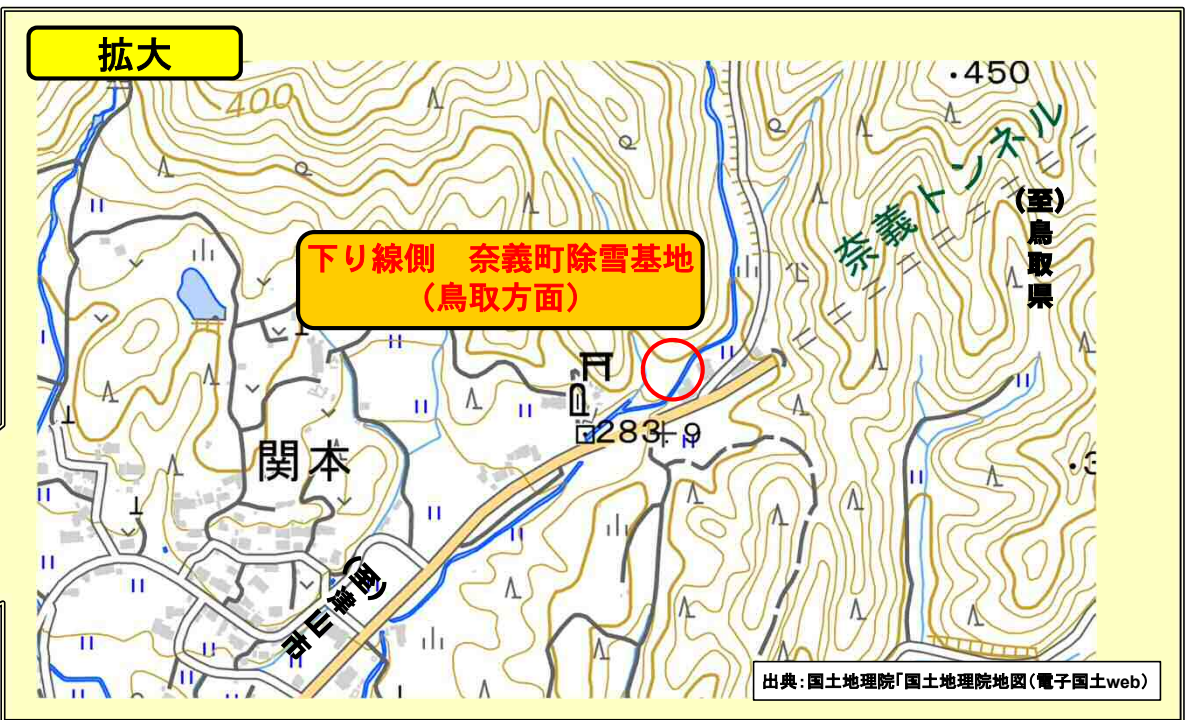 拡大
・450
400
奈義トンネル
(至)鳥取県
下り線側　奈義町除雪基地
（鳥取方面）
283.9
関本
(至)津山市
出典：国土地理院「国土地理院地図（電子国土web）